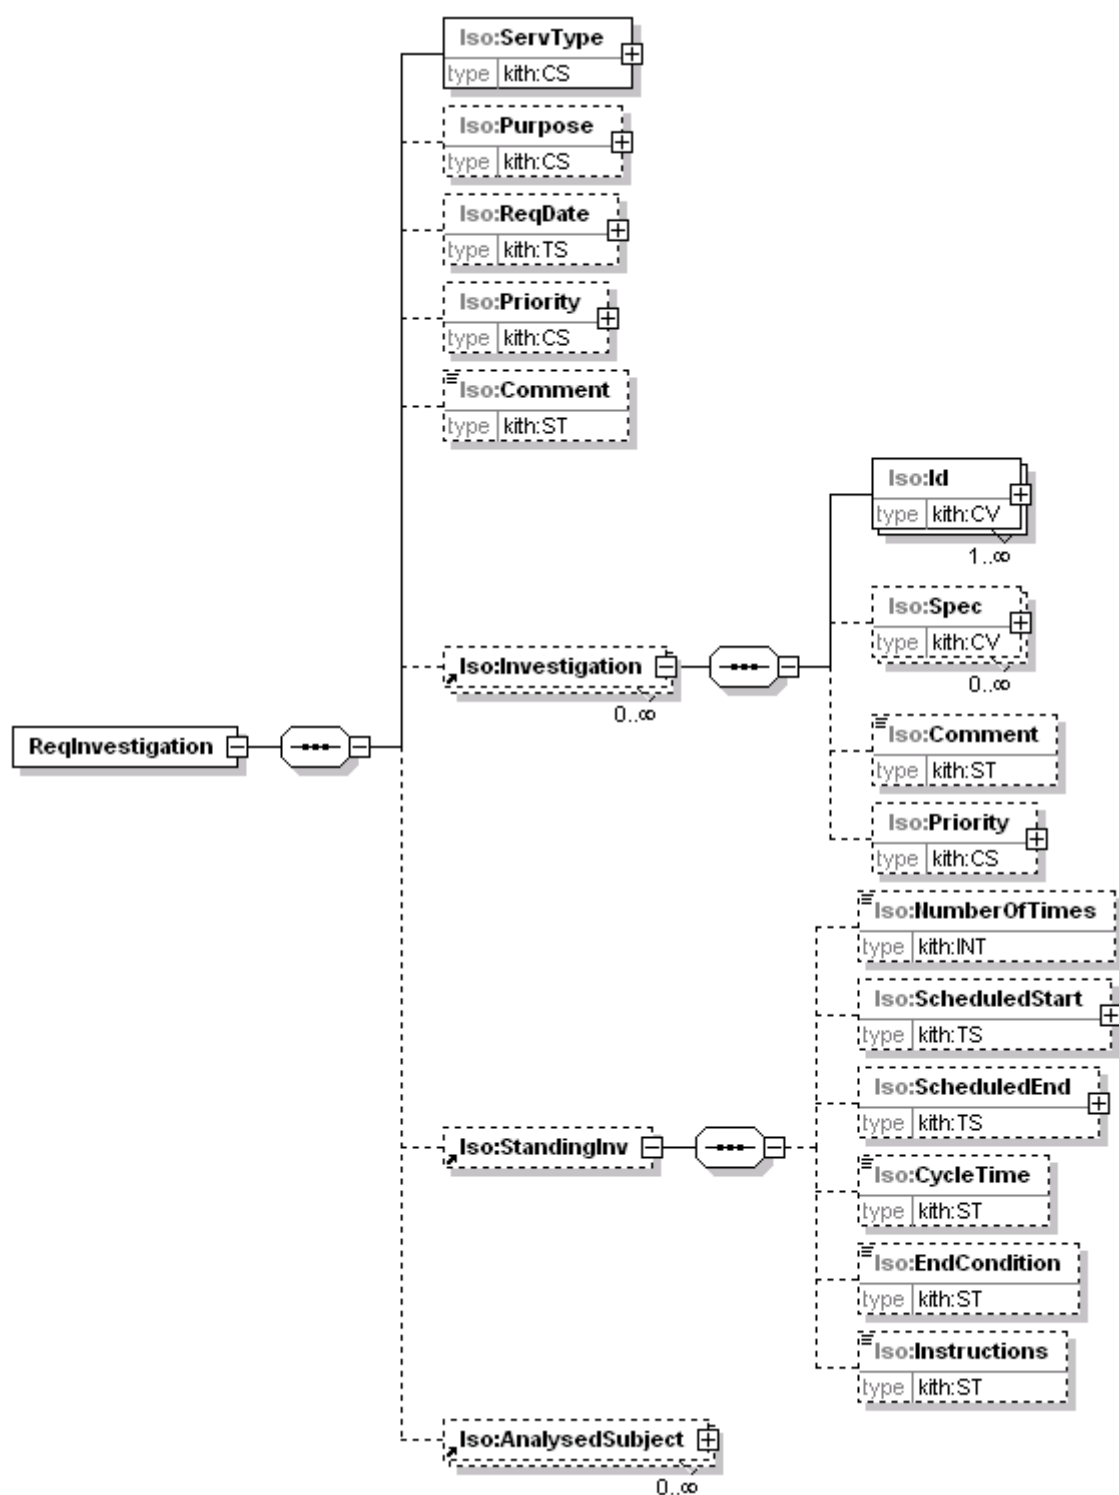 Iso:ServType
type kith:CS
Iso:Purpose
type kith:CS
Iso:ReqDate
type kith:TS
Iso:Priority
type kith:CS
Iso:Comment
type kith:ST
Iso:Id
type kith:CV
1..∞
Iso:Spec
type kith:CV
0..∞
Iso:Investigation
0..∞
Iso:Comment
type kith:ST
ReqInvestigation
Iso:Priority
type kith:CS
Iso:NumberOfTimes
type kith:INT
Iso:ScheduledStart
type kith:TS
Iso:ScheduledEnd
type kith:TS
Iso:StandingInv
Iso:CycleTime
type kith:ST
Iso:EndCondition
type kith:ST
Iso:Instructions
type kith:ST
Iso:AnalysedSubject
0..∞